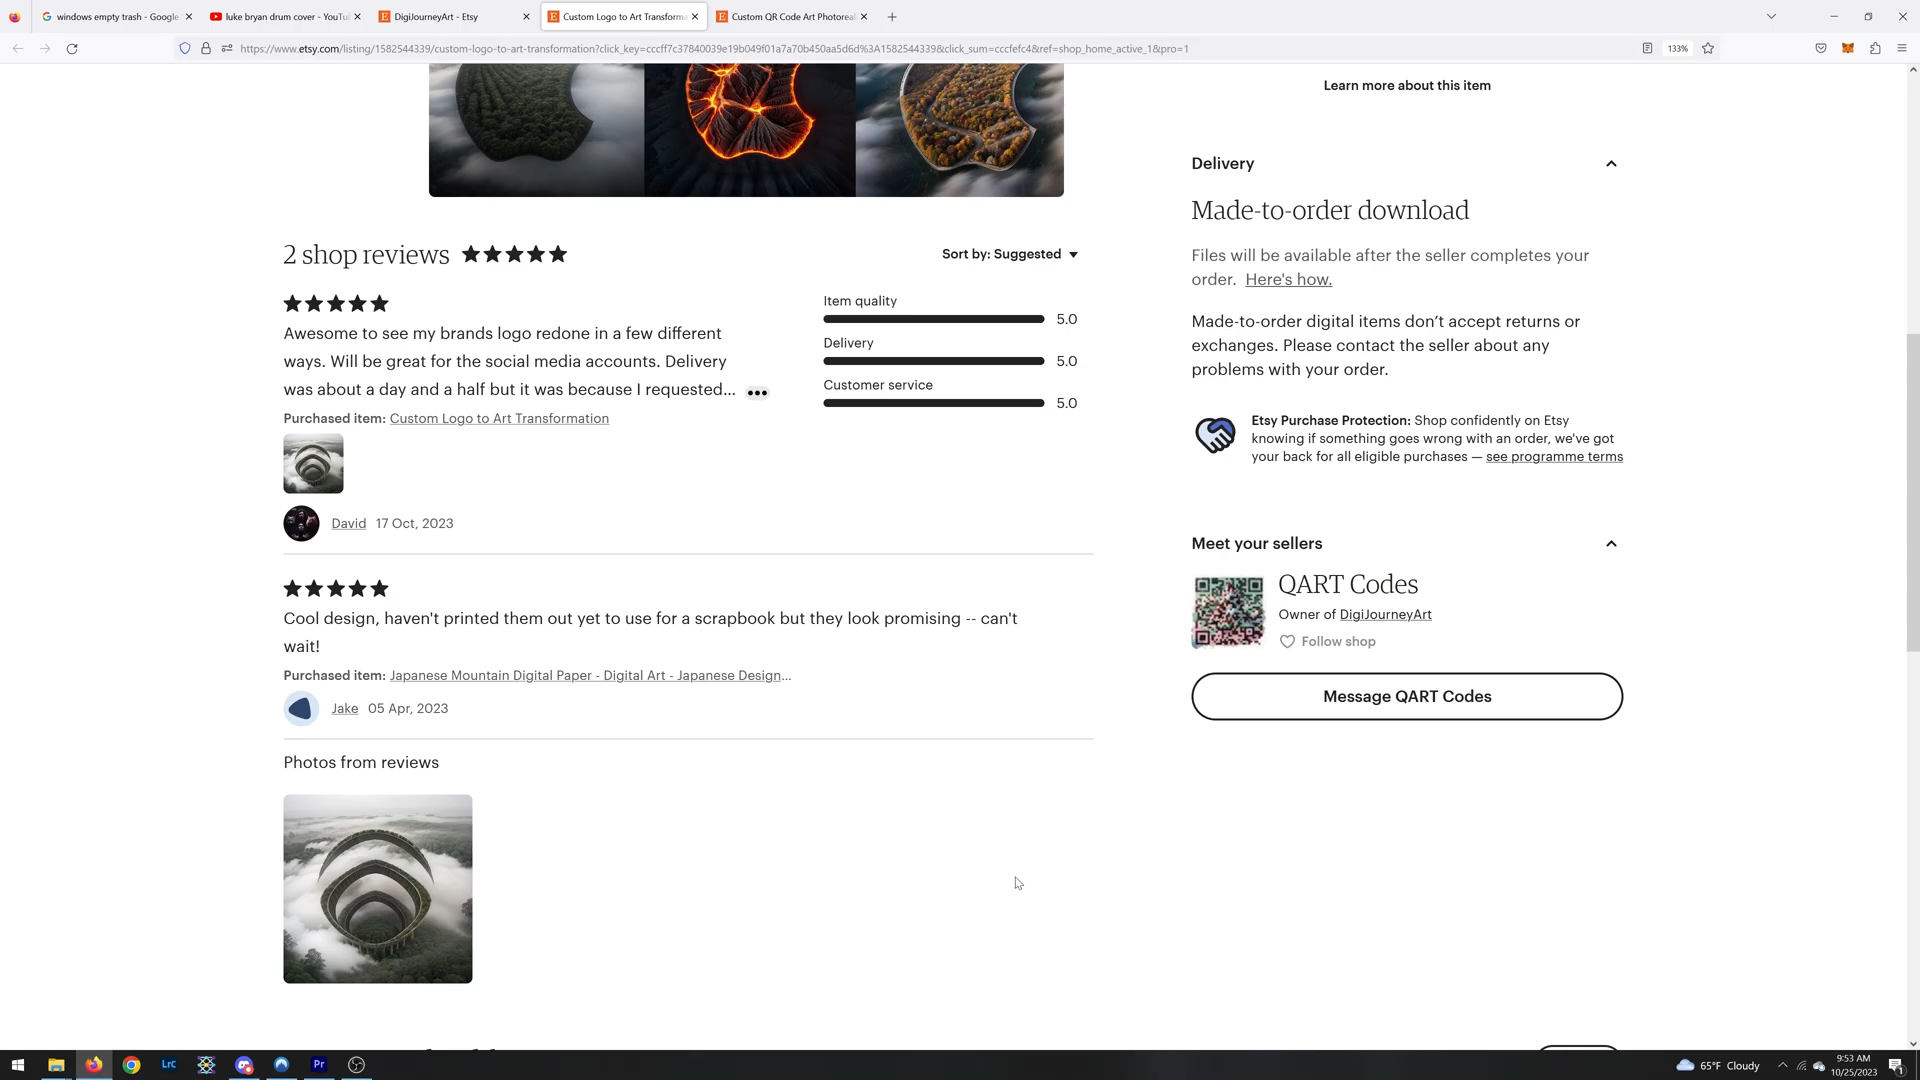 windows empty trash - Google
luke bryan drum cover - YouTu
DigiJourneyArt - Etsy
Custom Logo to Art Transforma
Custom QR Code Art Photoreal
https://www.etsy.com/listing/1582544339/custom-logo-to-art-transformation?click_key=cccff7c37840039e19b049f01a7a70b450aa5d6d%3A1582544339&click_sum=cccfefc4&ref=shop_home_active_1&pro=1
133%
Learn more about this item
Delivery
Made-to-order download
Files will be available after the seller completes your
order. Here's how.
Made-to-order digital items don’t accept returns or
exchanges. Please contact the seller about any
problems with your order.
Etsy Purchase Protection: Shop confidently on Etsy
knowing if something goes wrong with an order, we've got
your back for all eligible purchases — see programme terms
Meet your sellers
QART Codes
Owner of DigiJourneyArt
Follow shop
Message QART Codes
2 shop reviews
Sort by: Suggested
Awesome to see my brands logo redone in a few different
ways. Will be great for the social media accounts. Delivery
was about a day and a half but it was because I requested...
Purchased item: Custom Logo to Art Transformation
David 17 Oct, 2023
Item quality
5.0
Delivery
5.0
Customer service
5.0
Cool design, haven't printed them out yet to use for a scrapbook but they look promising -- can't
wait!
Purchased item: Japanese Mountain Digital Paper - Digital Art - Japanese Design...
Jake 05 Apr, 2023
Photos from reviews
LrC
Pr
65°F Cloudy
9:53 AM
10/25/2023
1